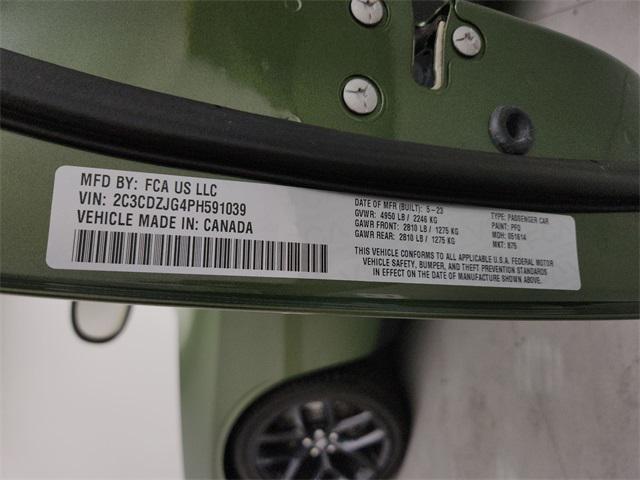 MFD BY: FCA US LLC
VIN: 2C3CDZJG4PH591039
VEHICLE MADE IN: CANADA
DATE OF MFR (BUILT): 5-23
GVWR: 4950 LB / 2246 KG
GAWR FRONT: 2810 LB / 1275 KG
GAWR REAR: 2810 LB / 1275 KG
TYPE: PASSENGER CAR
PAINT: PFQ
MDH: 051614
MKT: 875
THIS VEHICLE CONFORMS TO ALL APPLICABLE U.S.A. FEDERAL MOTOR
VEHICLE SAFETY, BUMPER, AND THEFT PREVENTION STANDARDS
IN EFFECT ON THE DATE OF MANUFACTURE SHOWN ABOVE.